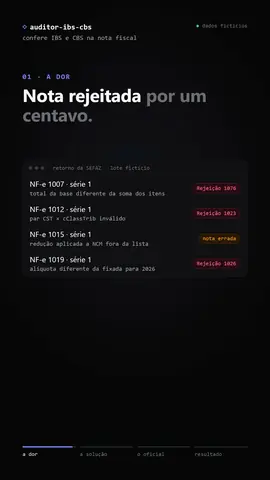 auditor-ibs-cbs
dados fictícios
confere IBS e CBS na nota fiscal
01 · A DOR
Nota rejeitada por um
centavo.
retorno da SEFAZ · lote fictício
NF-e 1007 · série 1
total da base diferente da soma dos itens
Rejeição 1076
NF-e 1012 · série 1
par CST × cClassTrib inválido
Rejeição 1023
NF-e 1015 · série 1
redução aplicada a NCM fora da lista
nota errada
NF-e 1019 · série 1
alíquota diferente da fixada para 2026
Rejeição 1026
a dor
a solução
o oficial
resultado